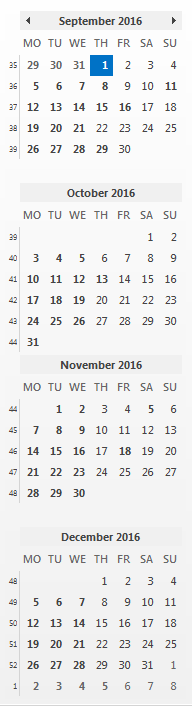 September 2016
MO TU WE TH FR SA SU
35 29 30 31 1 2 3 4
36 5 6 7 8 9 10 11
37 12 13 14 15 16 17 18
38 19 20 21 22 23 24 25
39 26 27 28 29 30
October 2016
MO TU WE TH FR SA SU
39 1 2
40 3 4 5 6 7 8 9
41 10 11 12 13 14 15 16
42 17 18 19 20 21 22 23
43 24 25 26 27 28 29 30
44 31
November 2016
MO TU WE TH FR SA SU
44 1 2 3 4 5 6
45 7 8 9 10 11 12 13
46 14 15 16 17 18 19 20
47 21 22 23 24 25 26 27
48 28 29 30
December 2016
MO TU WE TH FR SA SU
48 1 2 3 4
49 5 6 7 8 9 10 11
50 12 13 14 15 16 17 18
51 19 20 21 22 23 24 25
52 26 27 28 29 30 31 1
1 2 3 4 5 6 7 8